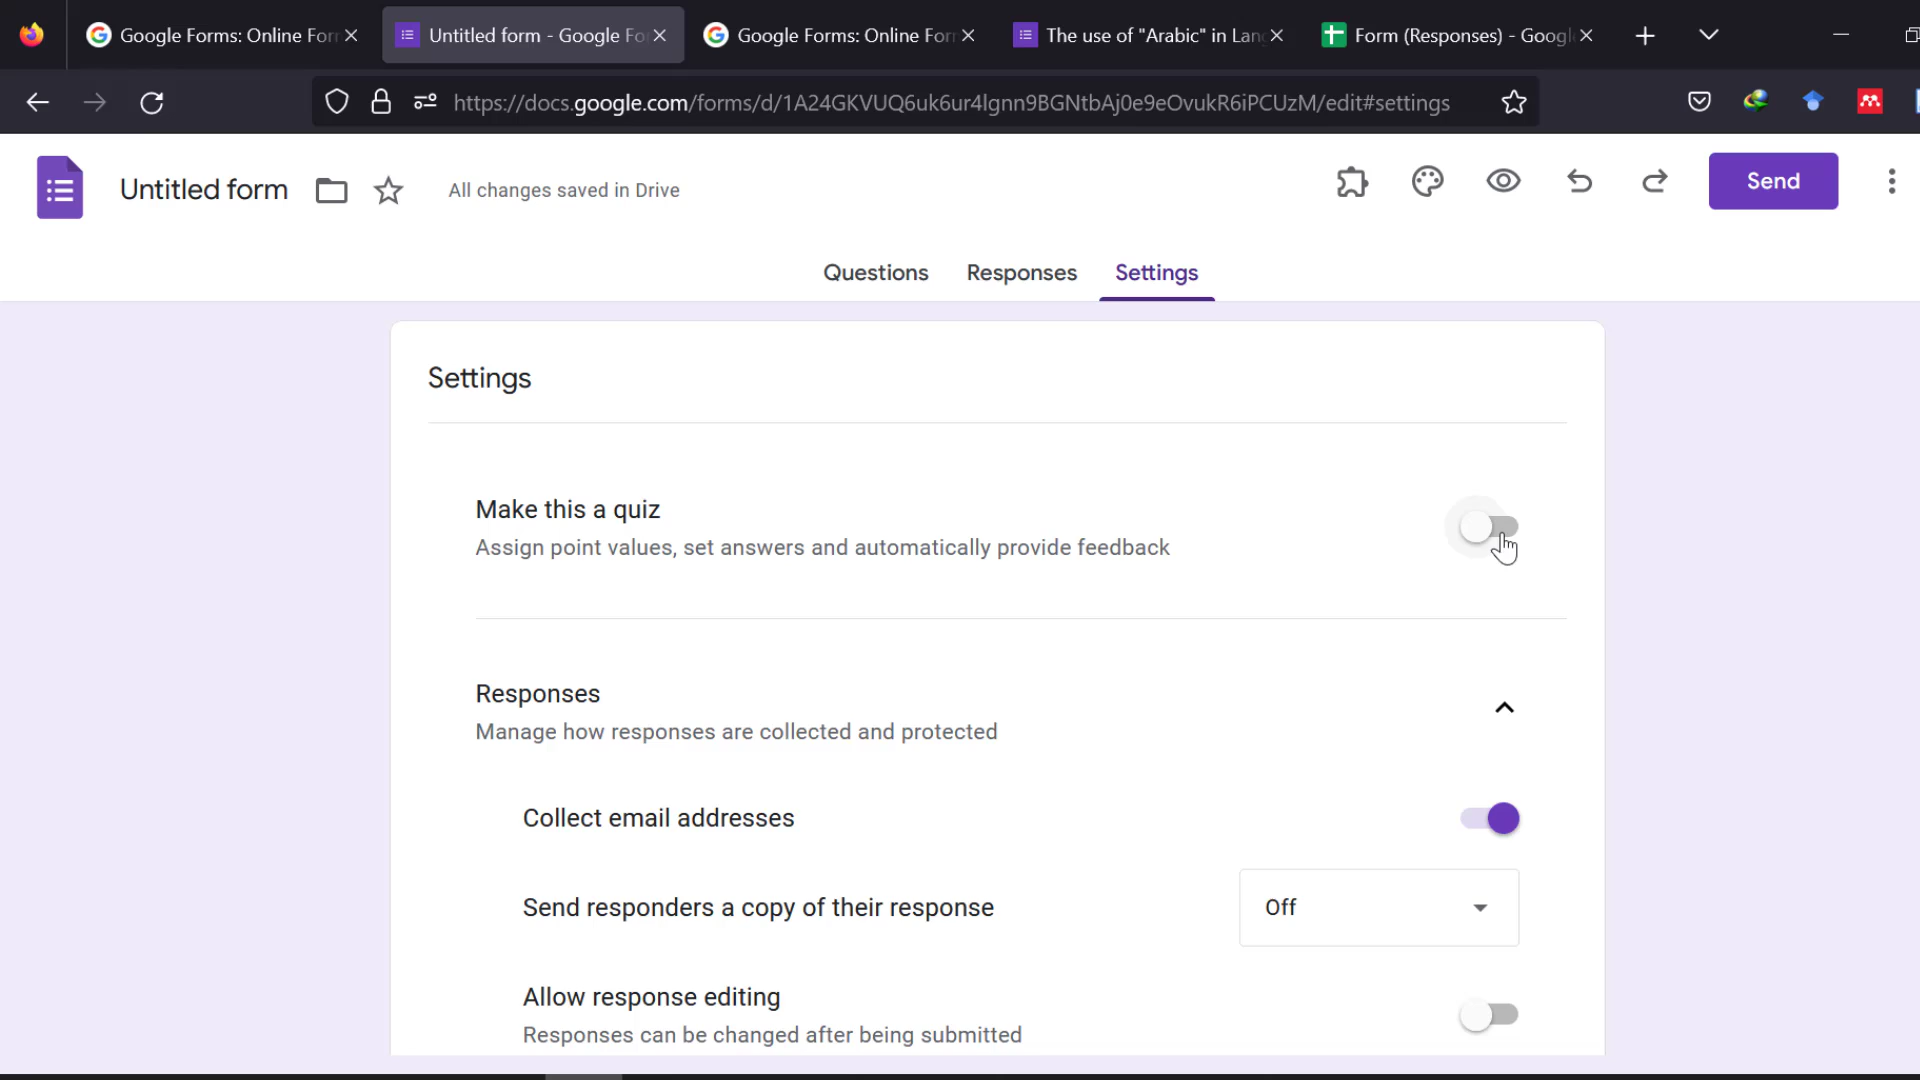 Google Forms: Online For
Untitled form - Google Fo
Google Forms: Online For
The use of "Arabic" in Lang
Form (Responses) - Googl
https://docs.google.com/forms/d/1A24GKVUQ6uk6ur4lgnn9BGNtbAj0e9eOvukR6iPCUzM/edit#settings
Untitled form
All changes saved in Drive
Send
Questions
Responses
Settings
Settings
Make this a quiz
Assign point values, set answers and automatically provide feedback
Responses
Manage how responses are collected and protected
Collect email addresses
Send responders a copy of their response
Off
Allow response editing
Responses can be changed after being submitted